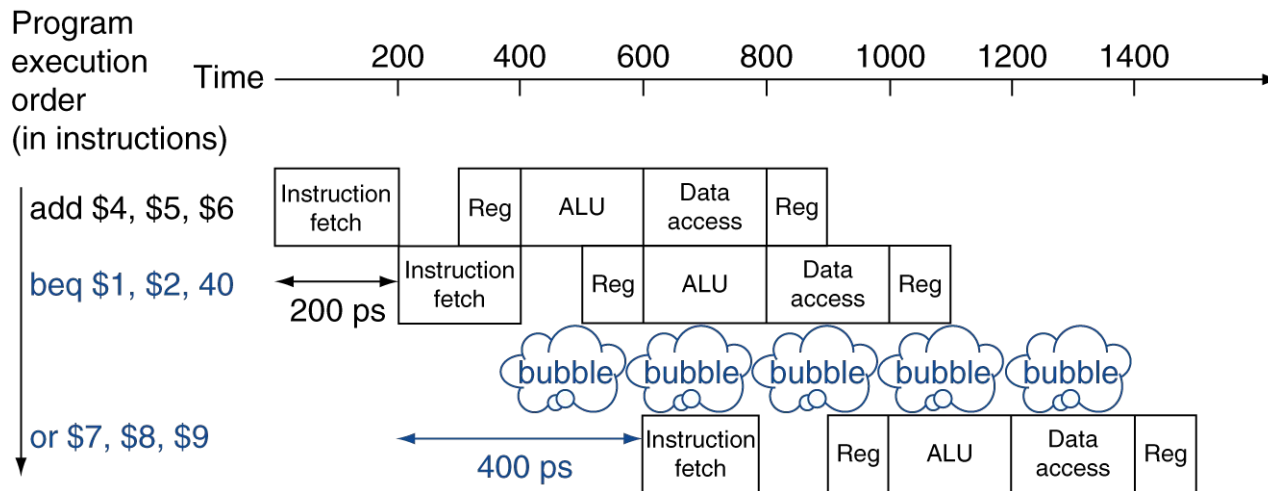 Program
execution
order
(in instructions)
Time
200 400 600 800 1000 1200 1400
add $4, $5, $6
Instruction
fetch
Reg
ALU
Data
access
Reg
beq $1, $2, 40
200 ps
Instruction
fetch
Reg
ALU
Data
access
Reg
bubble bubble bubble bubble bubble
or $7, $8, $9
400 ps
Instruction
fetch
Reg
ALU
Data
access
Reg